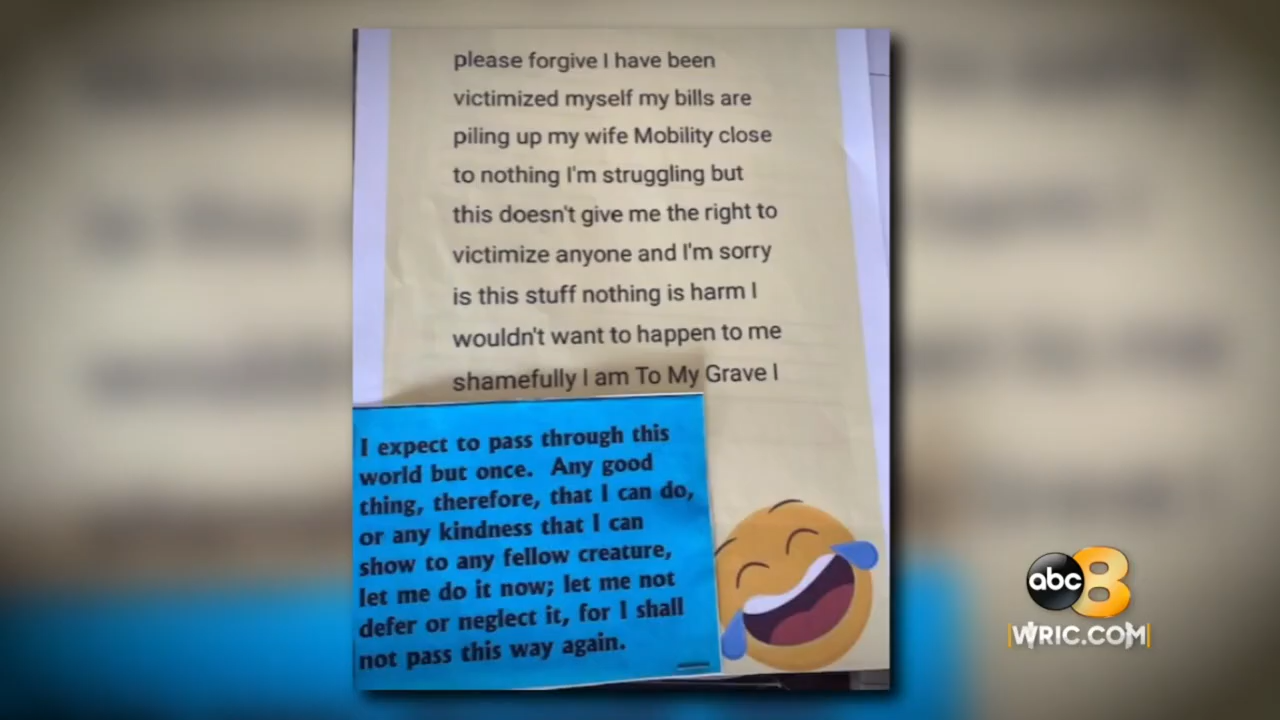 please forgive I have been
victimized myself my bills are
piling up my wife Mobility close
to nothing I'm struggling but
this doesn't give me the right to
victimize anyone and I'm sorry
is this stuff nothing is harm I
wouldn't want to happen to me
shamefully I am To My Grave I
I expect to pass through this
world but once. Any good
thing, therefore, that I can do,
or any kindness that I can
show to any fellow creature,
let me do it now; let me not
defer or neglect it, for I shall
not pass this way again.
abc 8
WRIC.COM